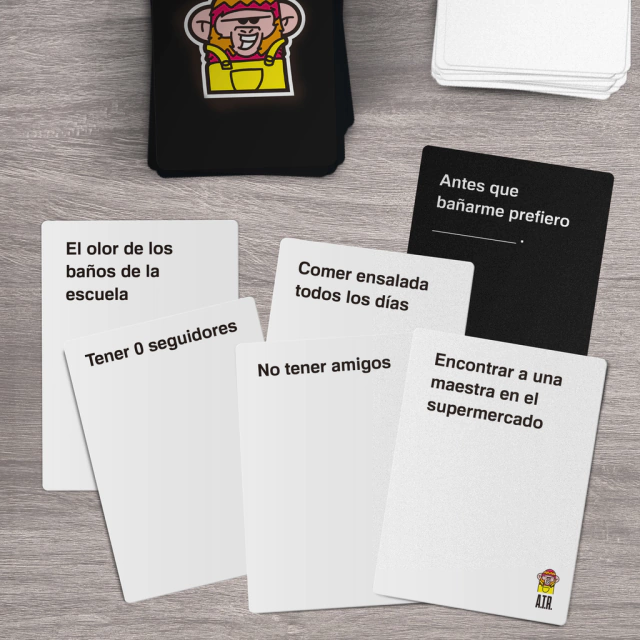 Antes que
bañarme prefiero
__________ .
El olor de los
baños de la
escuela
Comer ensalada
todos los días
Tener 0 seguidores
No tener amigos
Encontrar a una
maestra en el
supermercado
A.T.R.